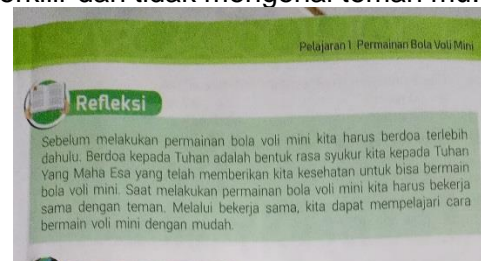 Pelajaran 1 Permainan Bola Voli Mini
Refleksi
Sebelum melakukan permainan bola voli mini kita harus berdoa terlebih
dahulu. Berdoa kepada Tuhan adalah bentuk rasa syukur kita kepada Tuhan
Yang Maha Esa yang telah memberikan kita kesehatan untuk bisa bermain
bola voli mini. Saat melakukan permainan bola voli mini kita harus bekerja
sama dengan teman. Melalui bekerja sama, kita dapat mempelajari cara
bermain voli mini dengan mudah.